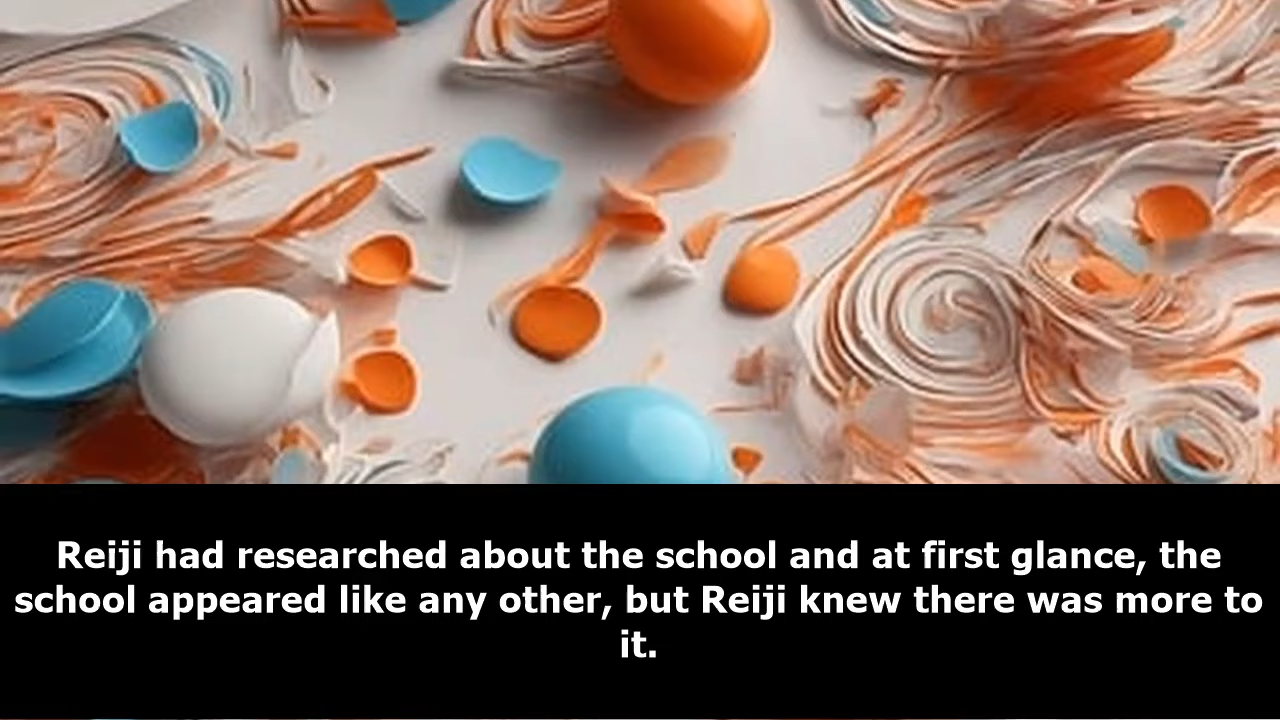 Reiji had researched about the school and at first glance, the
school appeared like any other, but Reiji knew there was more to
it.